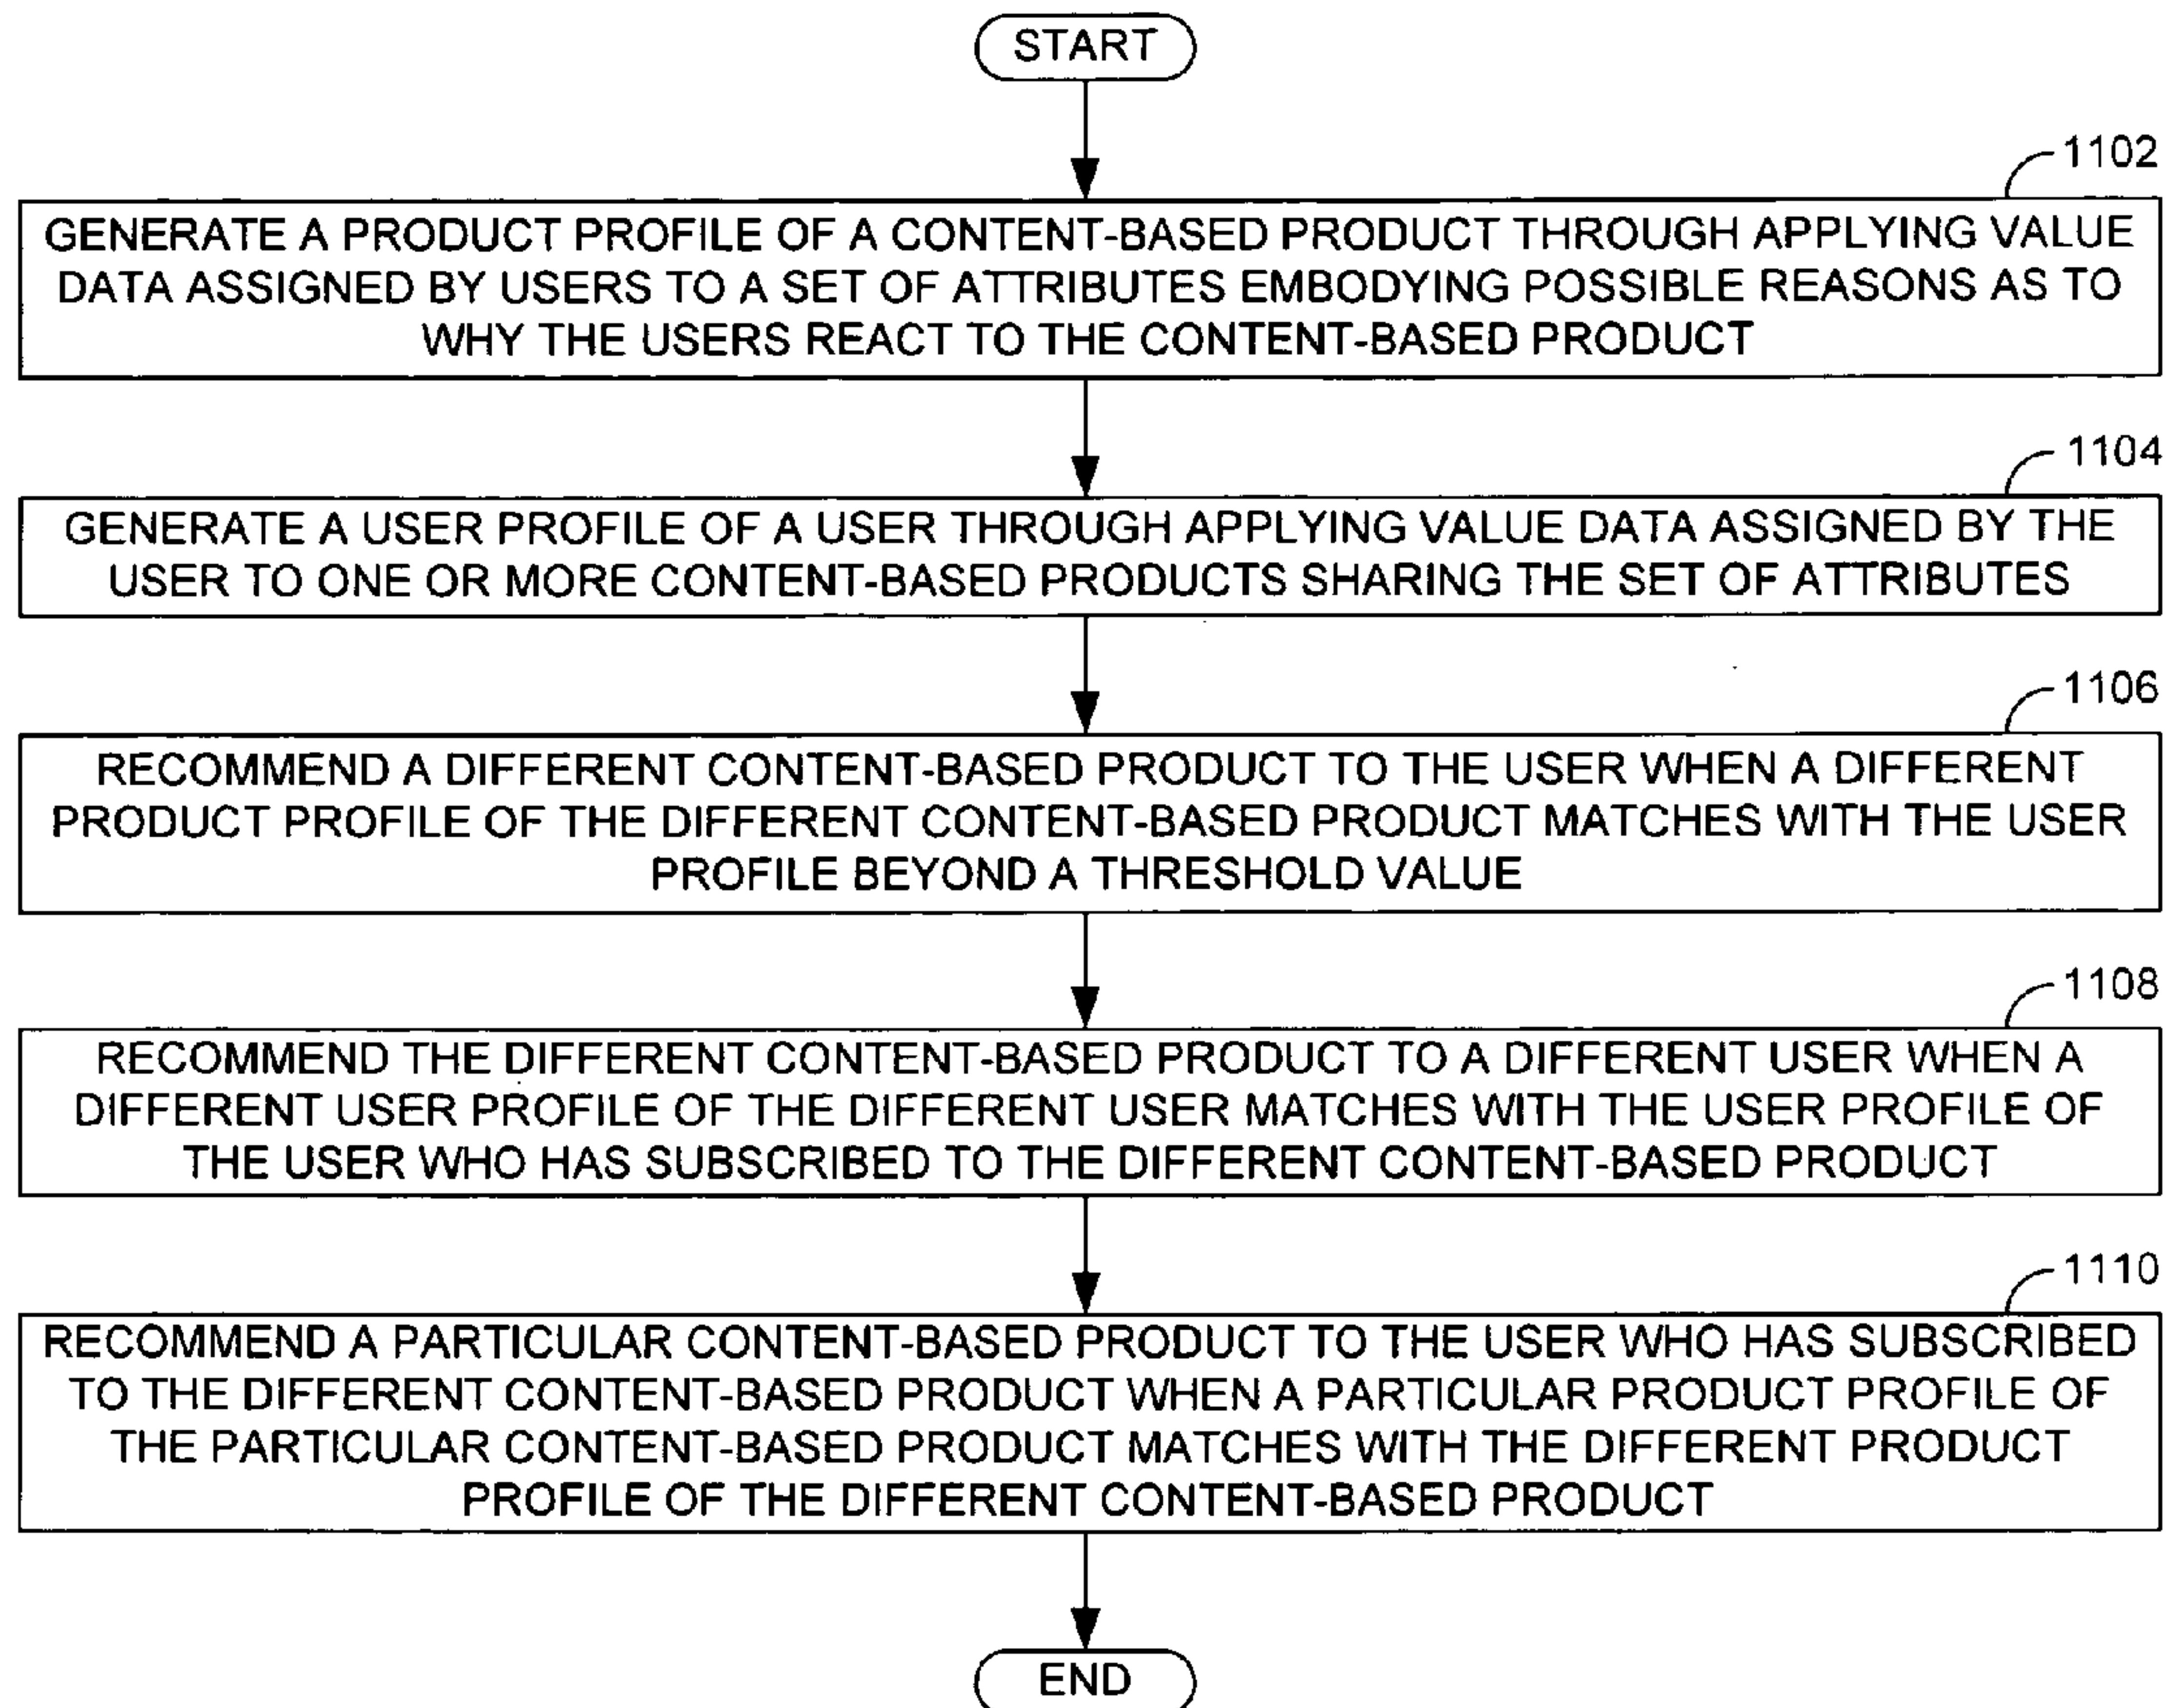 START
1102
GENERATE A PRODUCT PROFILE OF A CONTENT-BASED PRODUCT THROUGH APPLYING VALUE
DATA ASSIGNED BY USERS TO A SET OF ATTRIBUTES EMBODYING POSSIBLE REASONS AS TO
WHY THE USERS REACT TO THE CONTENT-BASED PRODUCT
1104
GENERATE A USER PROFILE OF A USER THROUGH APPLYING VALUE DATA ASSIGNED BY THE
USER TO ONE OR MORE CONTENT-BASED PRODUCTS SHARING THE SET OF ATTRIBUTES
1106
RECOMMEND A DIFFERENT CONTENT-BASED PRODUCT TO THE USER WHEN A DIFFERENT
PRODUCT PROFILE OF THE DIFFERENT CONTENT-BASED PRODUCT MATCHES WITH THE USER
PROFILE BEYOND A THRESHOLD VALUE
1108
RECOMMEND THE DIFFERENT CONTENT-BASED PRODUCT TO A DIFFERENT USER WHEN A
DIFFERENT USER PROFILE OF THE DIFFERENT USER MATCHES WITH THE USER PROFILE OF
THE USER WHO HAS SUBSCRIBED TO THE DIFFERENT CONTENT-BASED PRODUCT
1110
RECOMMEND A PARTICULAR CONTENT-BASED PRODUCT TO THE USER WHO HAS SUBSCRIBED
TO THE DIFFERENT CONTENT-BASED PRODUCT WHEN A PARTICULAR PRODUCT PROFILE OF
THE PARTICULAR CONTENT-BASED PRODUCT MATCHES WITH THE DIFFERENT PRODUCT
PROFILE OF THE DIFFERENT CONTENT-BASED PRODUCT
END